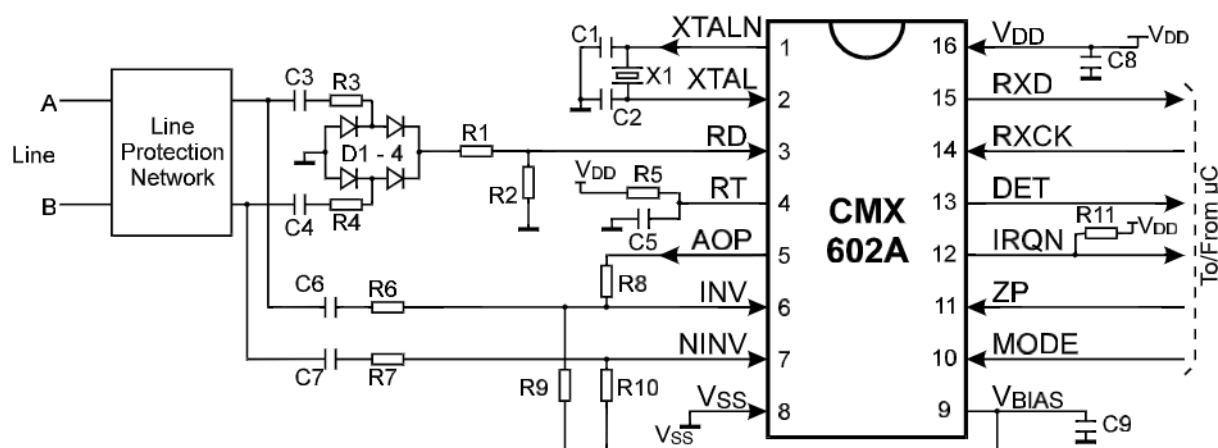 C1
XTALN
1
16
VDD
VDD
C8
X1
XTAL
C2
2
15
RXD
A
C3
R3
Line Protection Network
Line
D1 - 4
R1
RD
3
14
RXCK
R2
VDD
R5
RT
4
13
DET
B
C4
R4
C5
CMX 602A
R11
VDD
AOP
5
12
IRQN
To/From µC
R8
C6
R6
INV
6
11
ZP
C7
R7
NINV
7
10
MODE
R9
R10
VSS
VSS
8
9
VBIAS
C9